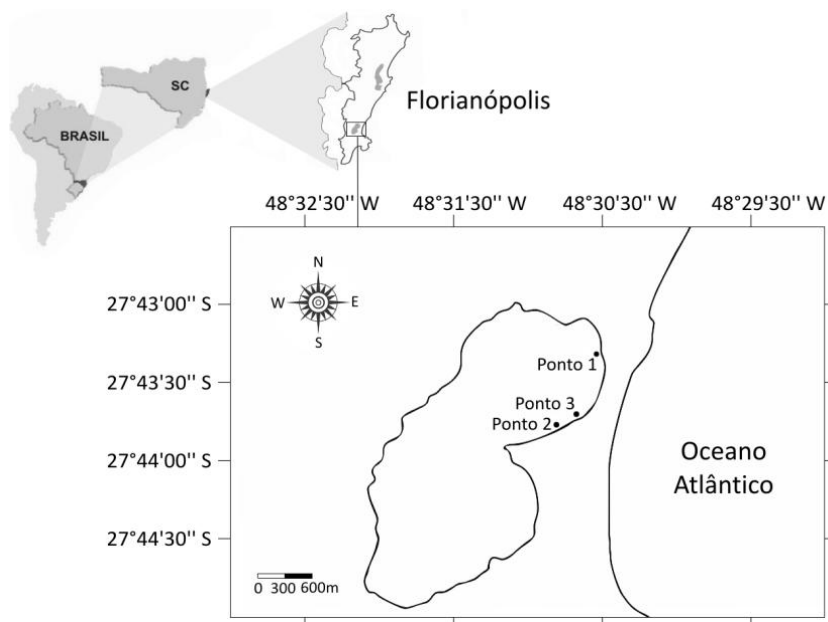 SC
BRASIL
Florianópolis
48°32'30'' W 48°31'30'' W 48°30'30'' W 48°29'30'' W
N
W E
S
27°43'00'' S
27°43'30'' S
27°44'00'' S
27°44'30'' S
Ponto 1
Ponto 3
Ponto 2
Oceano
Atlântico
0 300 600m